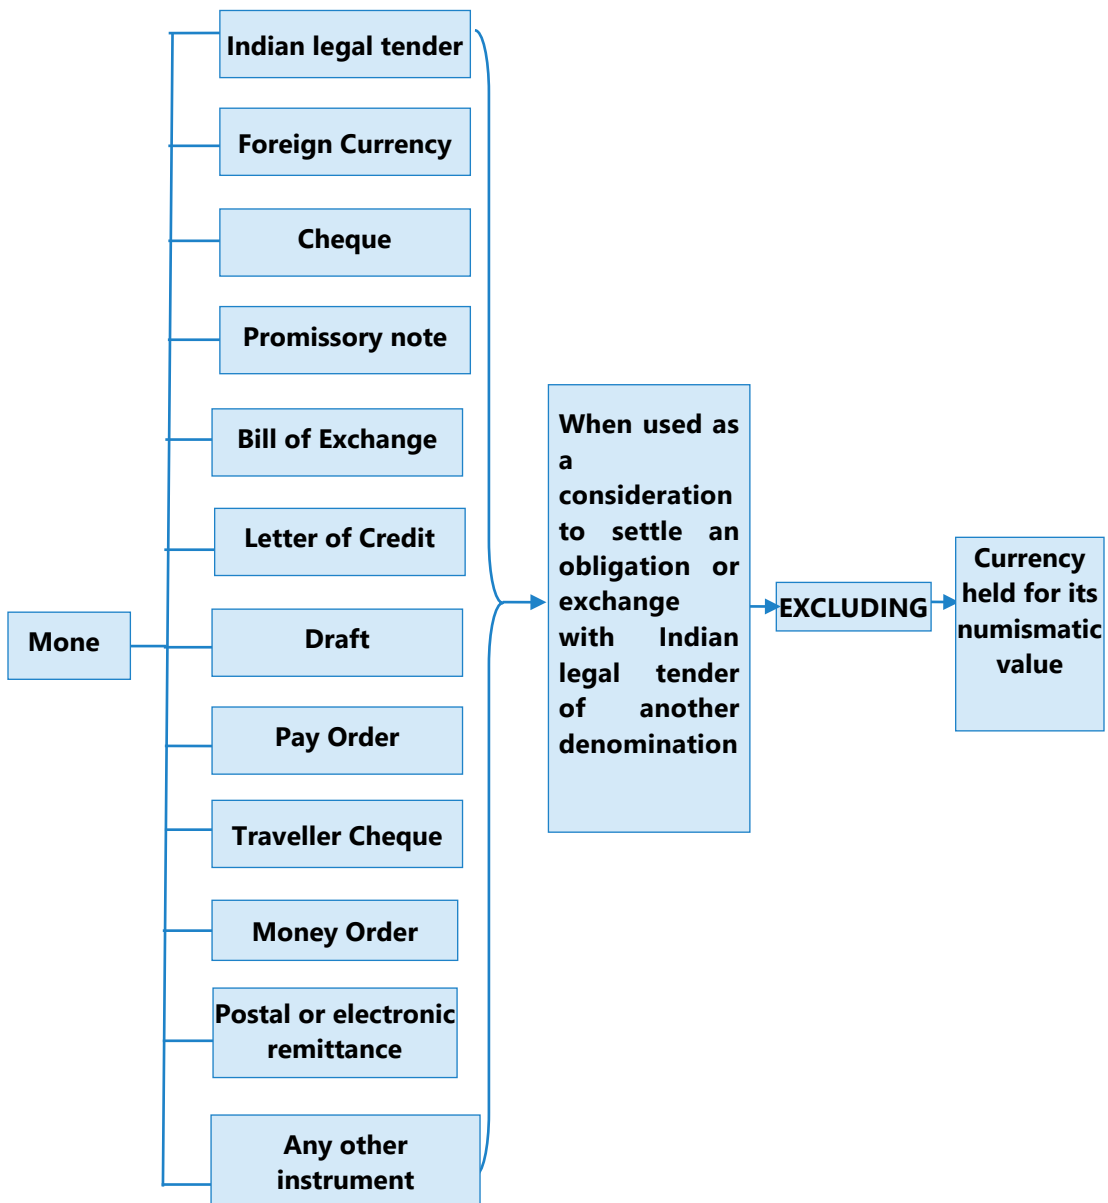 Indian legal tender
Foreign Currency
Cheque
Promissory note
Bill of Exchange
Letter of Credit
Mone
Draft
Pay Order
Traveller Cheque
Money Order
Postal or electronic
remittance
Any other
instrument
When used as
a
consideration
to settle an
obligation or
exchange
with Indian
legal tender
of another
denomination
EXCLUDING
Currency
held for its
numismatic
value